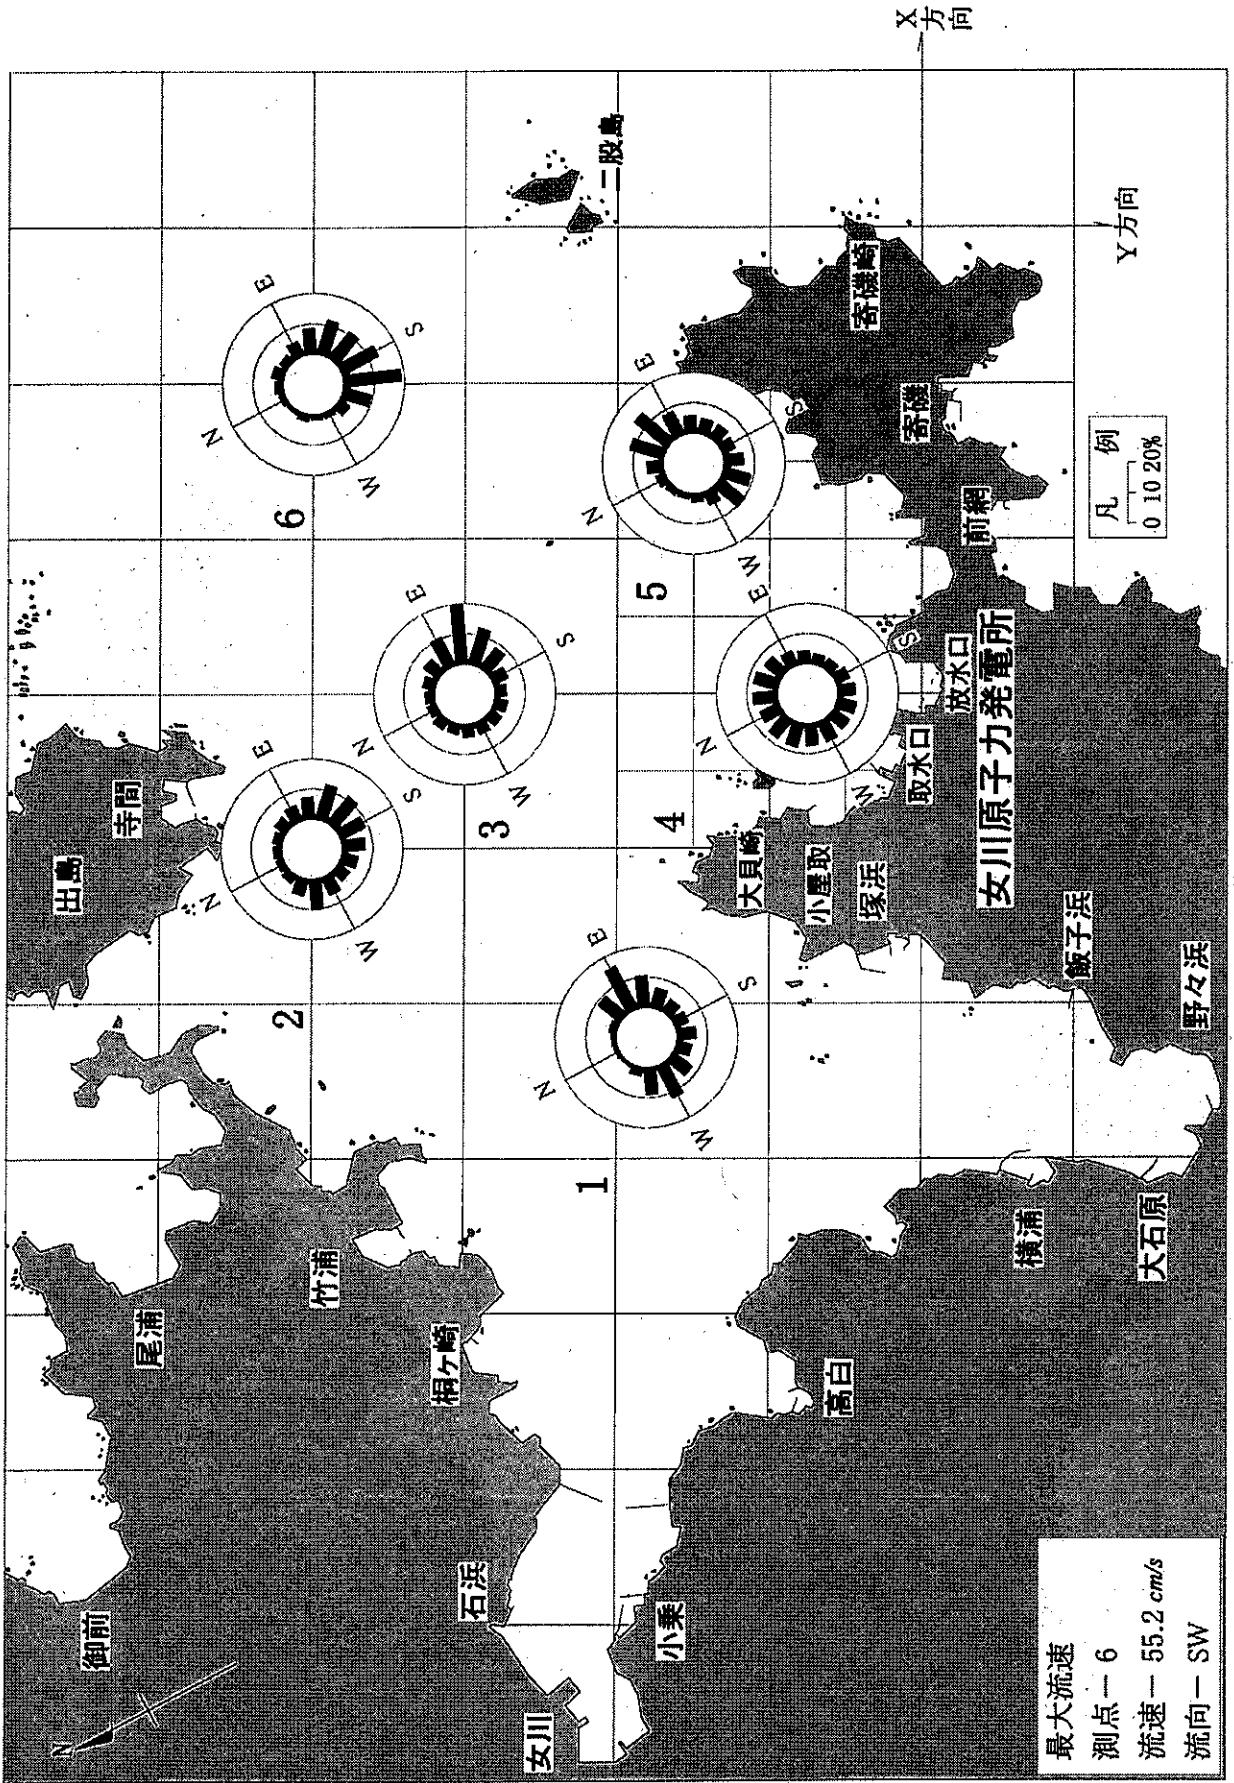 X方向
Y方向
二股島
寄磯崎
寄磯
前網
凡 例
0 10 20%
女川原子力発電所
放水口
取水口
大貝崎
小屋取
塚浜
飯子浜
野々浜
大石原
横浦
高白
小乗
女川
石浜
桐ケ崎
竹浦
尾浦
御前
出島
寺間
N
1
N
E
S
W
2
N
E
S
W
3
N
E
S
W
4
N
E
S
W
5
N
E
S
W
6
N
E
S
W
最大流速
測点－6
流速－55.2 cm/s
流向－SW